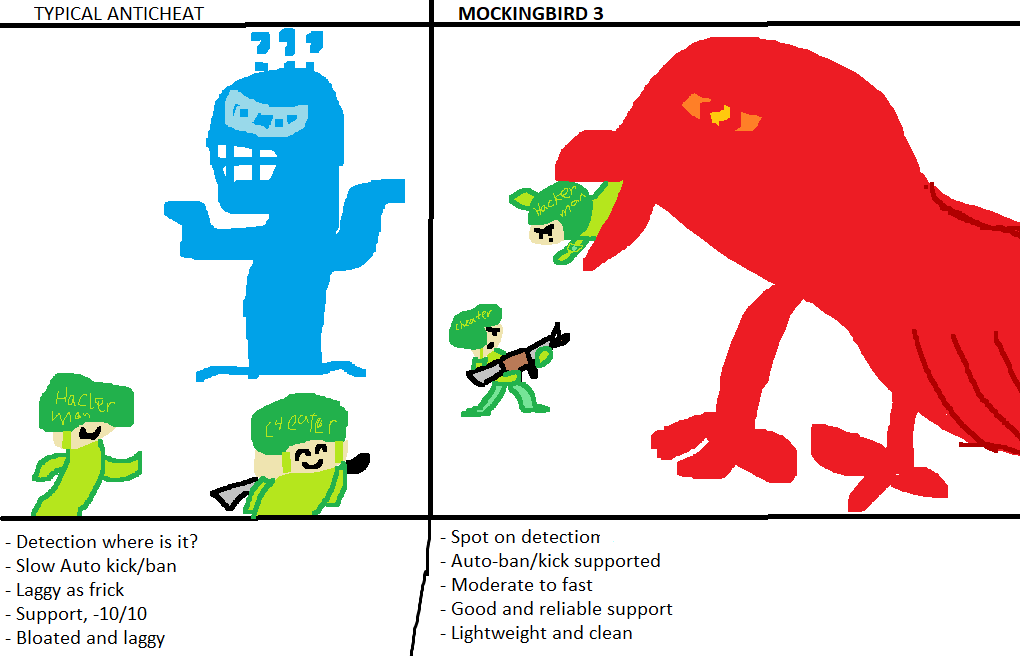 TYPICAL ANTICHEAT
MOCKINGBIRD 3
???
Hacker
man
Hacker
man
cheater
cheater
- Detection where is it?
- Slow Auto kick/ban
- Laggy as frick
- Support, -10/10
- Bloated and laggy
- Spot on detection
- Auto-ban/kick supported
- Moderate to fast
- Good and reliable support
- Lightweight and clean